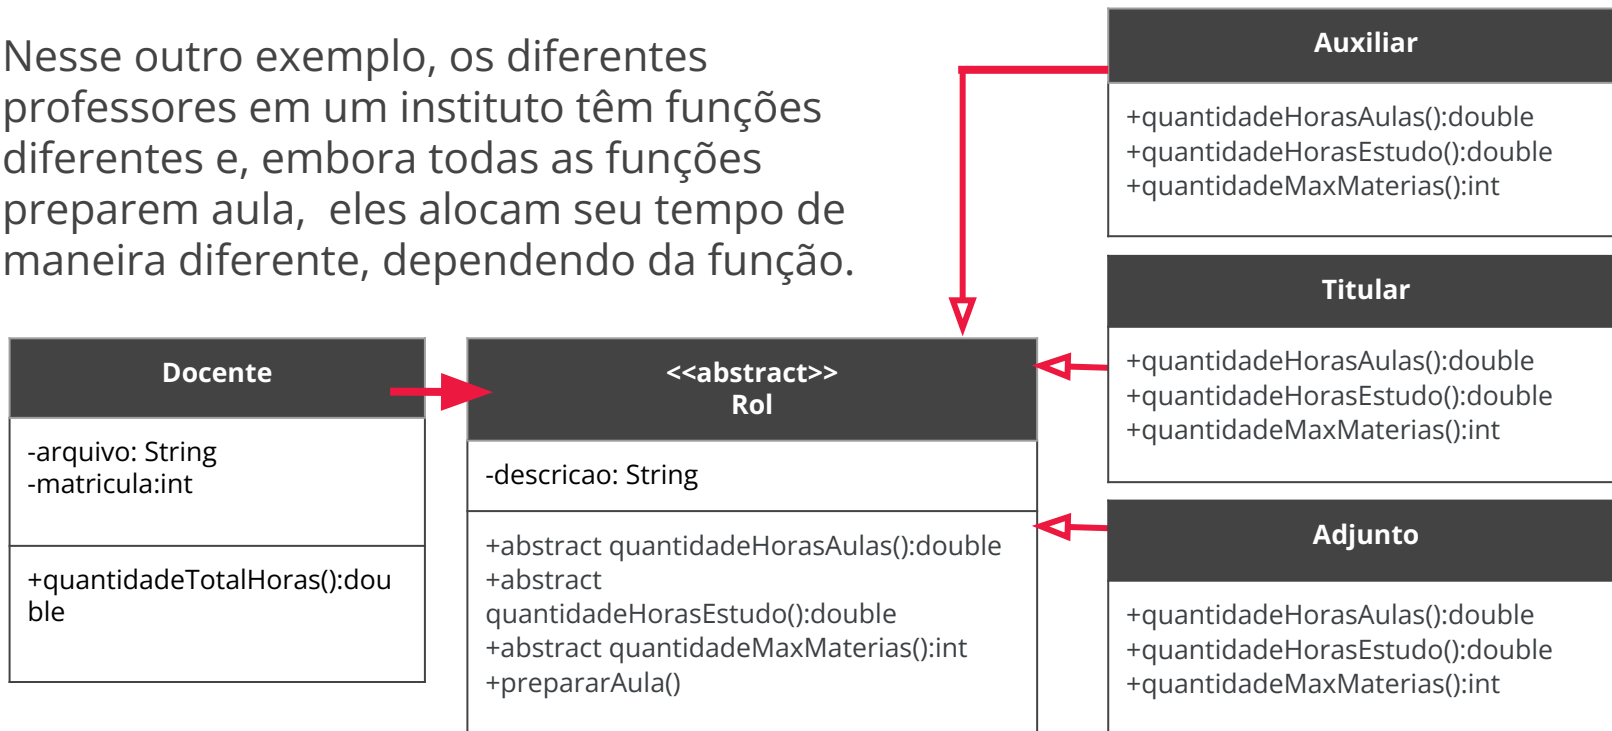 Nesse outro exemplo, os diferentes
professores em um instituto têm funções
diferentes e, embora todas as funções
preparem aula,  eles alocam seu tempo de
maneira diferente, dependendo da função.
Docente
-arquivo: String
-matricula:int
+quantidadeTotalHoras():dou
ble
<<abstract>>
Rol
-descricao: String
+abstract quantidadeHorasAulas():double
+abstract
quantidadeHorasEstudo():double
+abstract quantidadeMaxMaterias():int
+prepararAula()
Auxiliar
+quantidadeHorasAulas():double
+quantidadeHorasEstudo():double
+quantidadeMaxMaterias():int
Titular
+quantidadeHorasAulas():double
+quantidadeHorasEstudo():double
+quantidadeMaxMaterias():int
Adjunto
+quantidadeHorasAulas():double
+quantidadeHorasEstudo():double
+quantidadeMaxMaterias():int